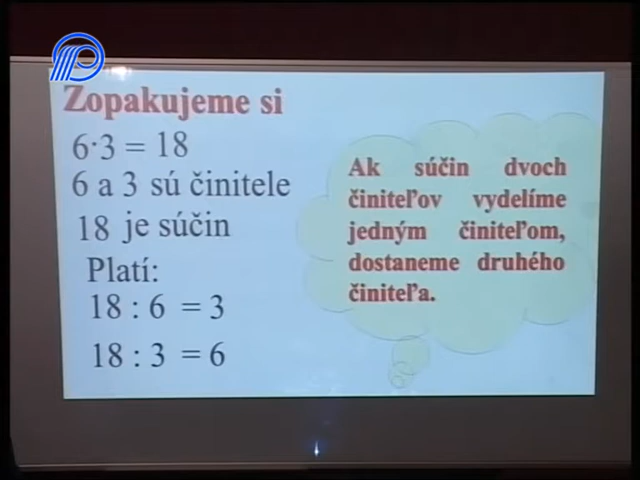 Zopakujeme si
6·3 = 18
6 a 3 sú činitele
18 je súčin
Platí:
18 : 6 = 3
18 : 3 = 6
Ak súčin dvoch
činiteľov vydelíme
jedným činiteľom,
dostaneme druhého
činiteľa.